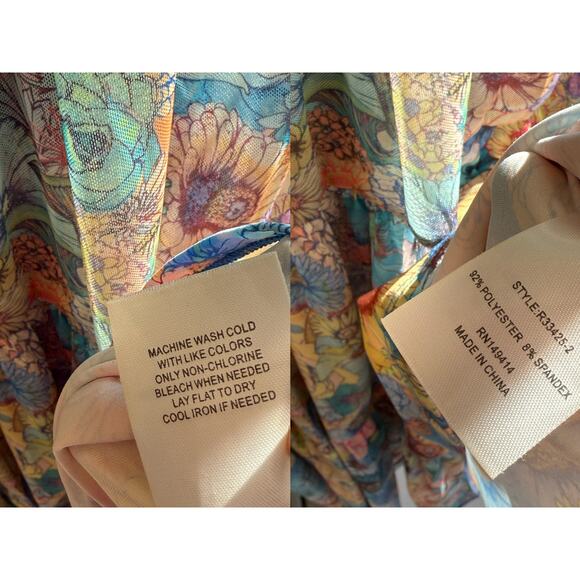 MACHINE WASH COLD
WITH LIKE COLORS
ONLY NON-CHLORINE
BLEACH WHEN NEEDED
LAY FLAT TO DRY
COOL IRON IF NEEDED
STYLE:R33425-2
92% POLYESTER 8% SPANDEX
RN149414
MADE IN CHINA